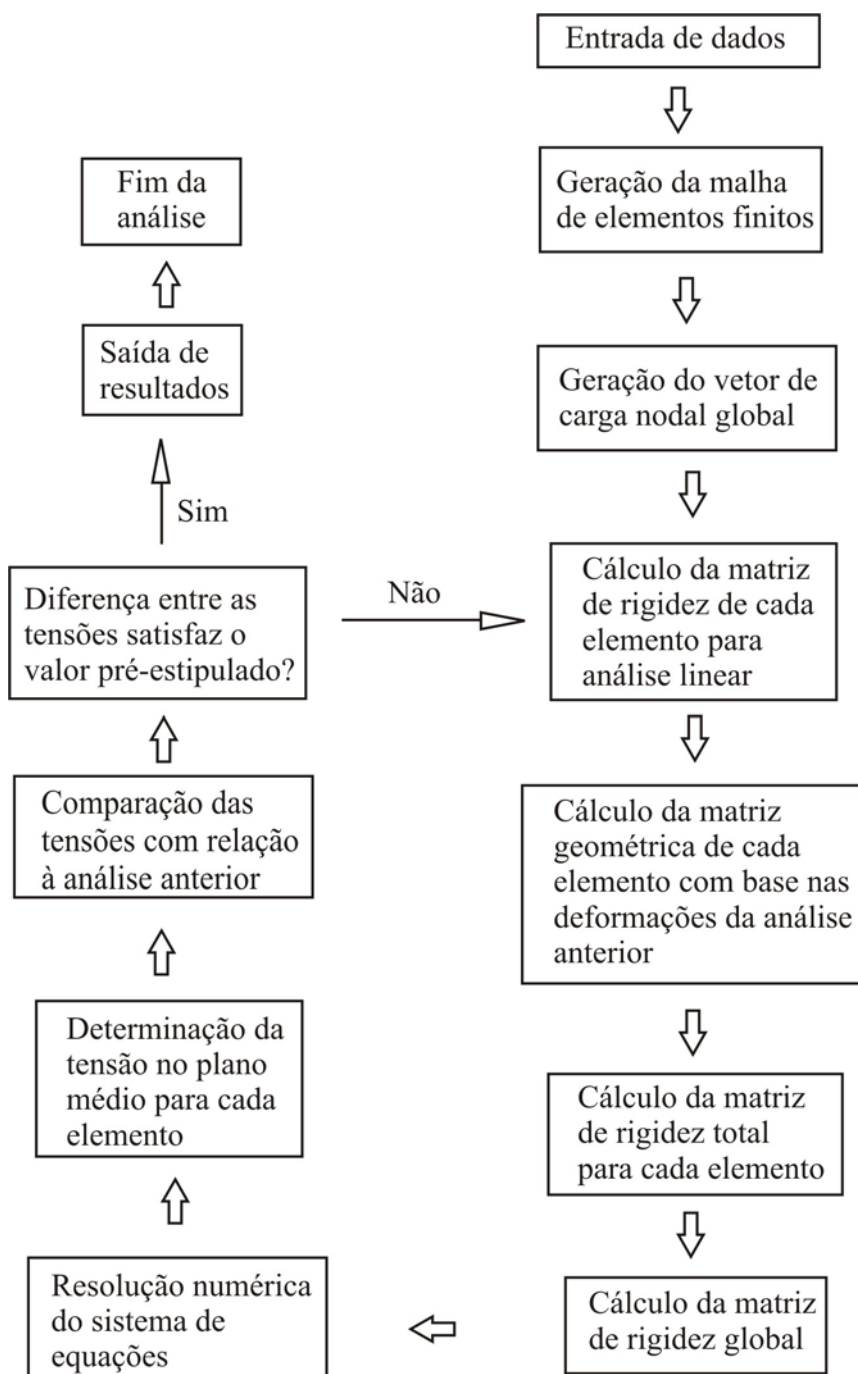 Entrada de dados
Geração da malha
de elementos finitos
Geração do vetor de
carga nodal global
Cálculo da matriz
de rigidez de cada
elemento para
análise linear
Cálculo da matriz
geométrica de cada
elemento com base nas
deformações da análise
anterior
Cálculo da matriz
de rigidez total
para cada elemento
Cálculo da matriz
de rigidez global
Resolução numérica
do sistema de
equações
Determinação da
tensão no plano
médio para cada
elemento
Comparação das
tensões com relação
à análise anterior
Diferença entre as
tensões satisfaz o
valor pré-estipulado?
Não
Sim
Saída de
resultados
Fim da
análise